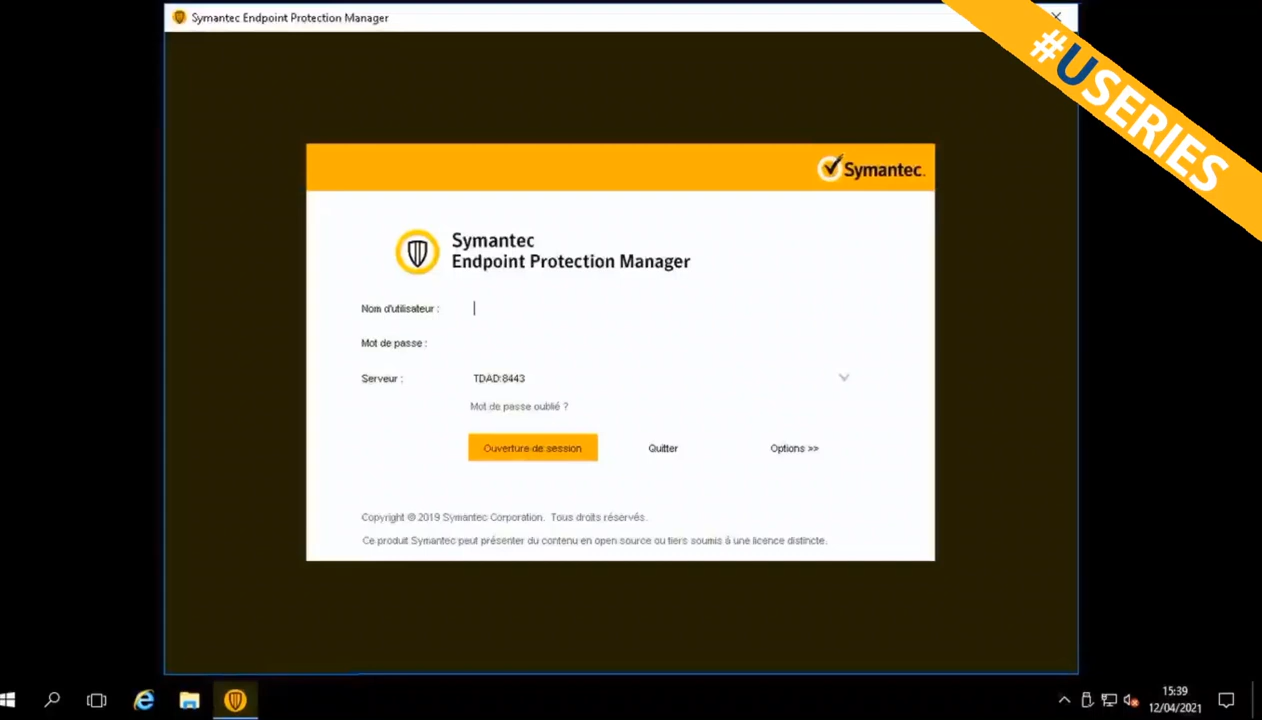 Symantec Endpoint Protection Manager
#USERIES
Symantec.
Symantec
Endpoint Protection Manager
Nom d'utilisateur :
Mot de passe :
Serveur : TDAD:8443
Mot de passe oublié ?
Ouverture de session Quitter Options >>
Copyright © 2019 Symantec Corporation. Tous droits réservés.
Ce produit Symantec peut présenter du contenu en open source ou tiers soumis à une licence distincte.
15:39
12/04/2021